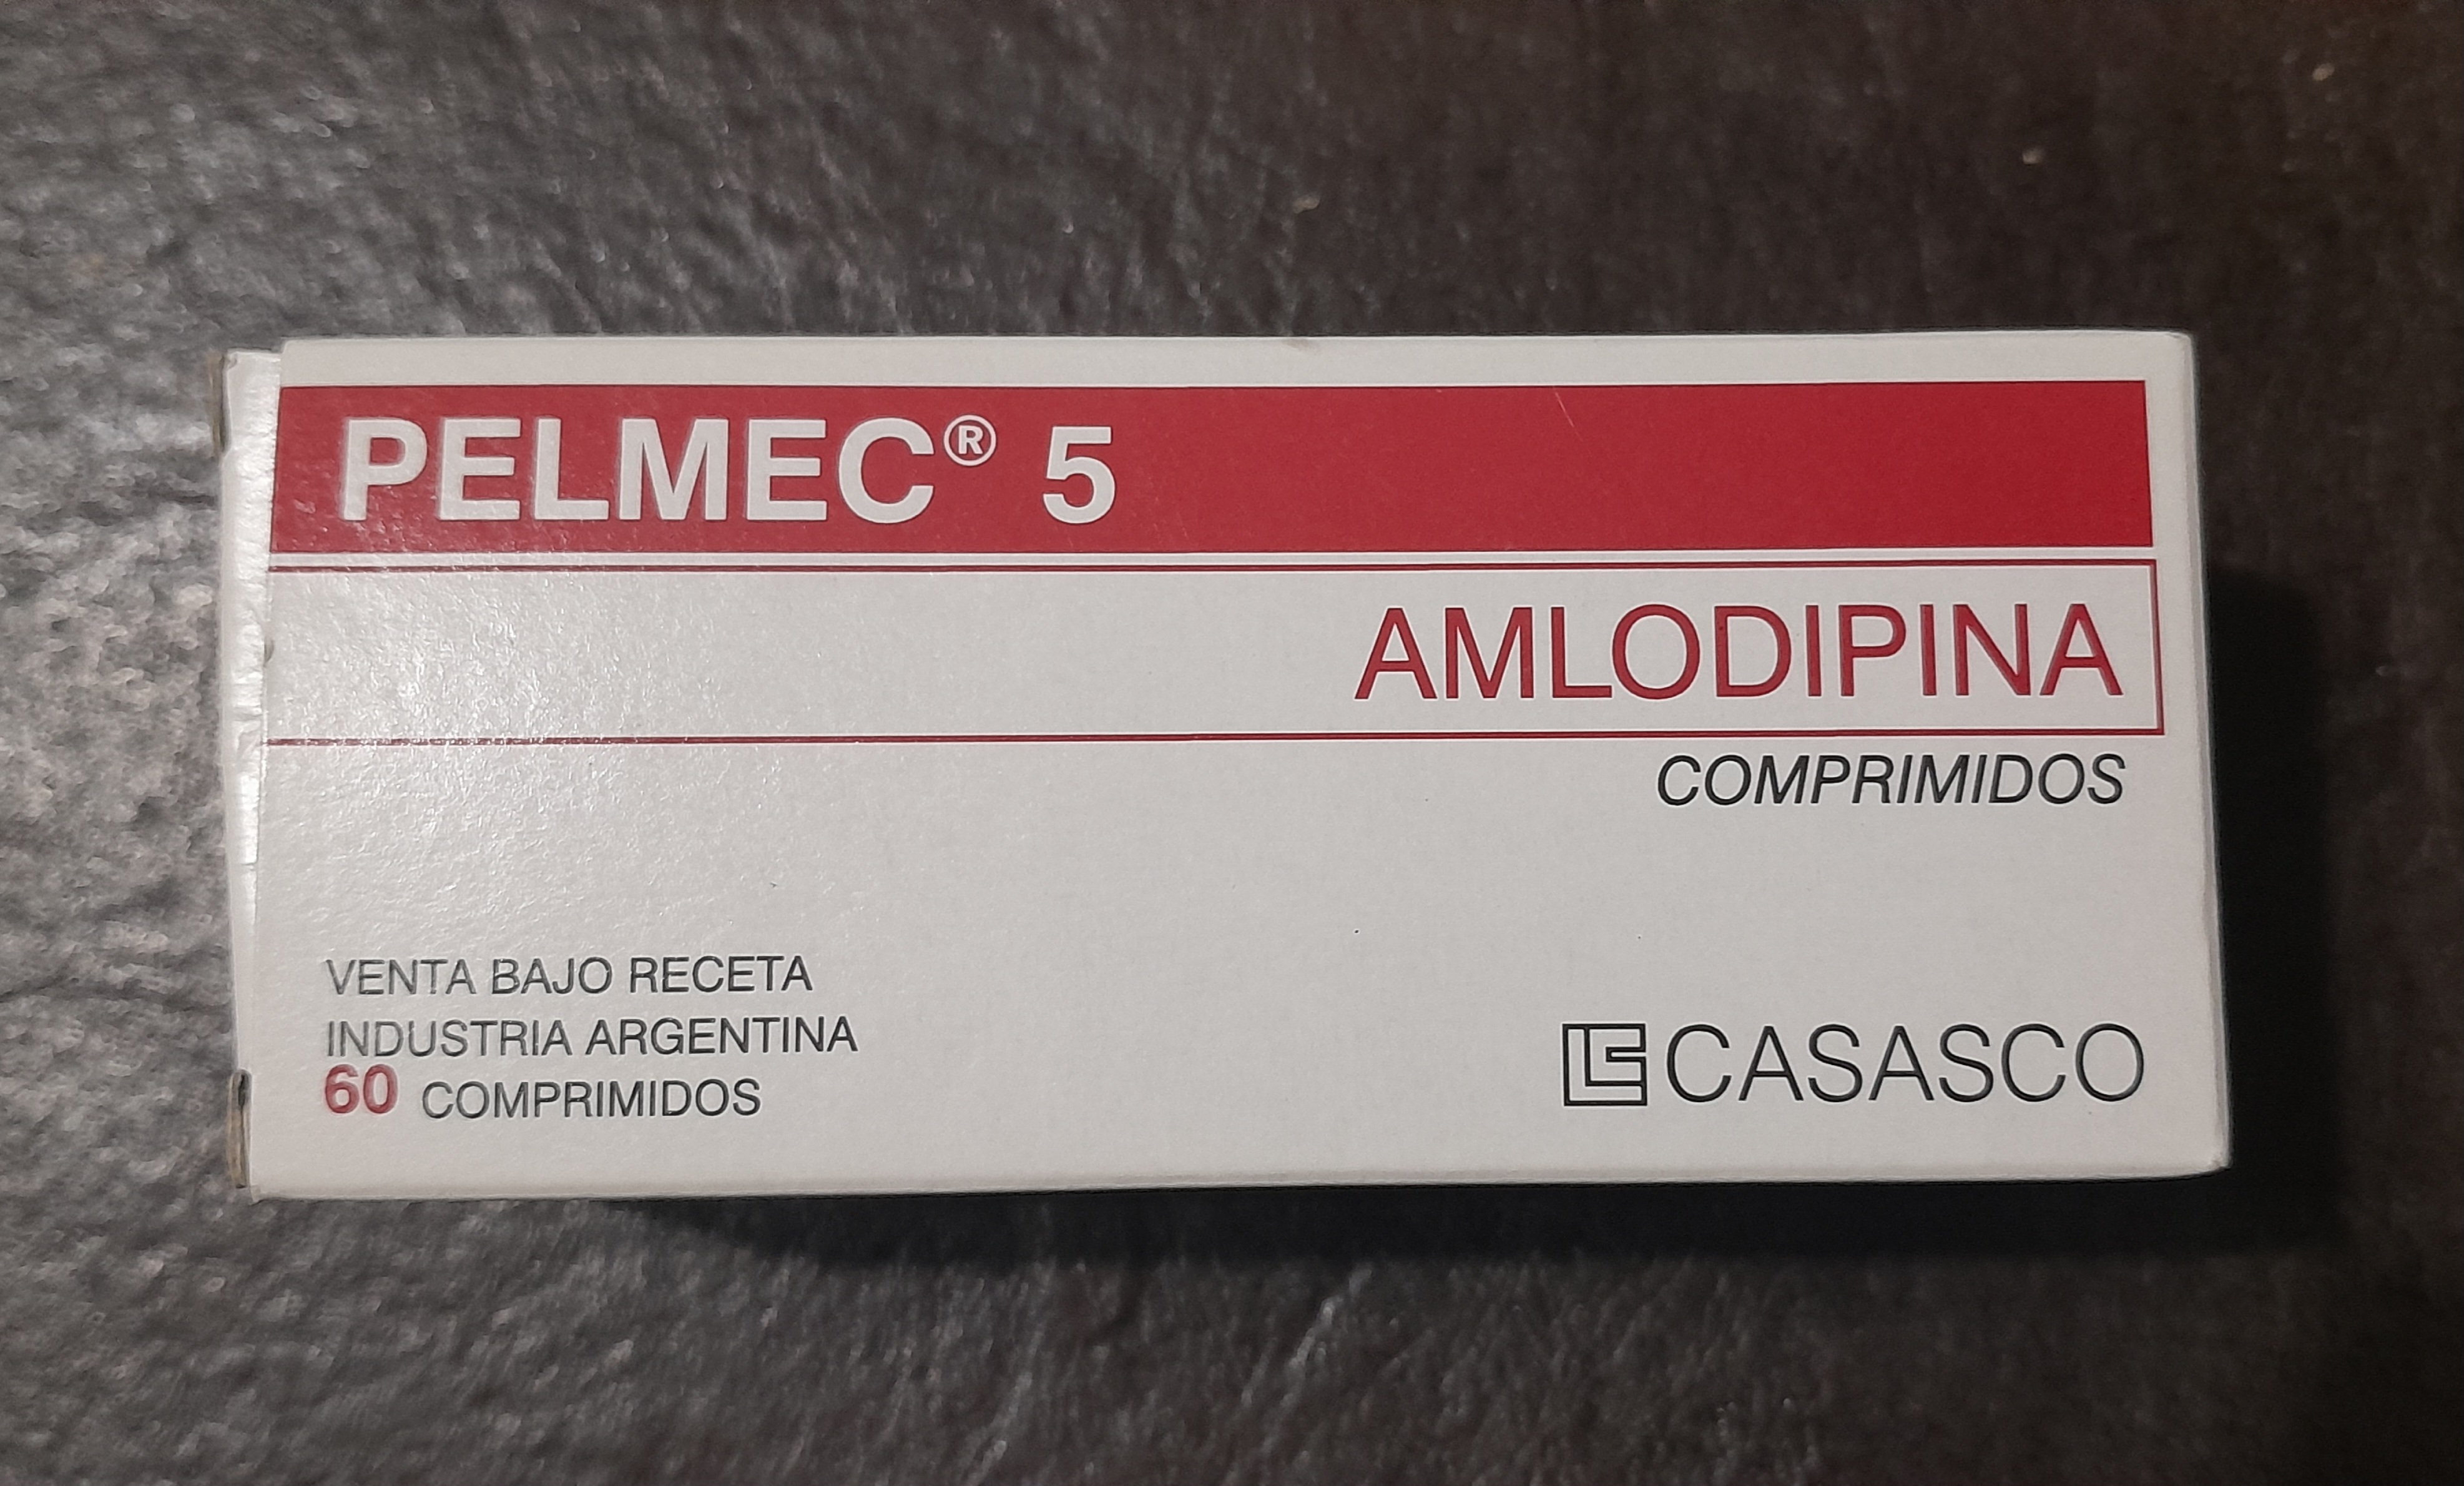 PELMEC® 5
AMLODIPINA
COMPRIMIDOS
VENTA BAJO RECETA
INDUSTRIA ARGENTINA
60 COMPRIMIDOS
CASASCO